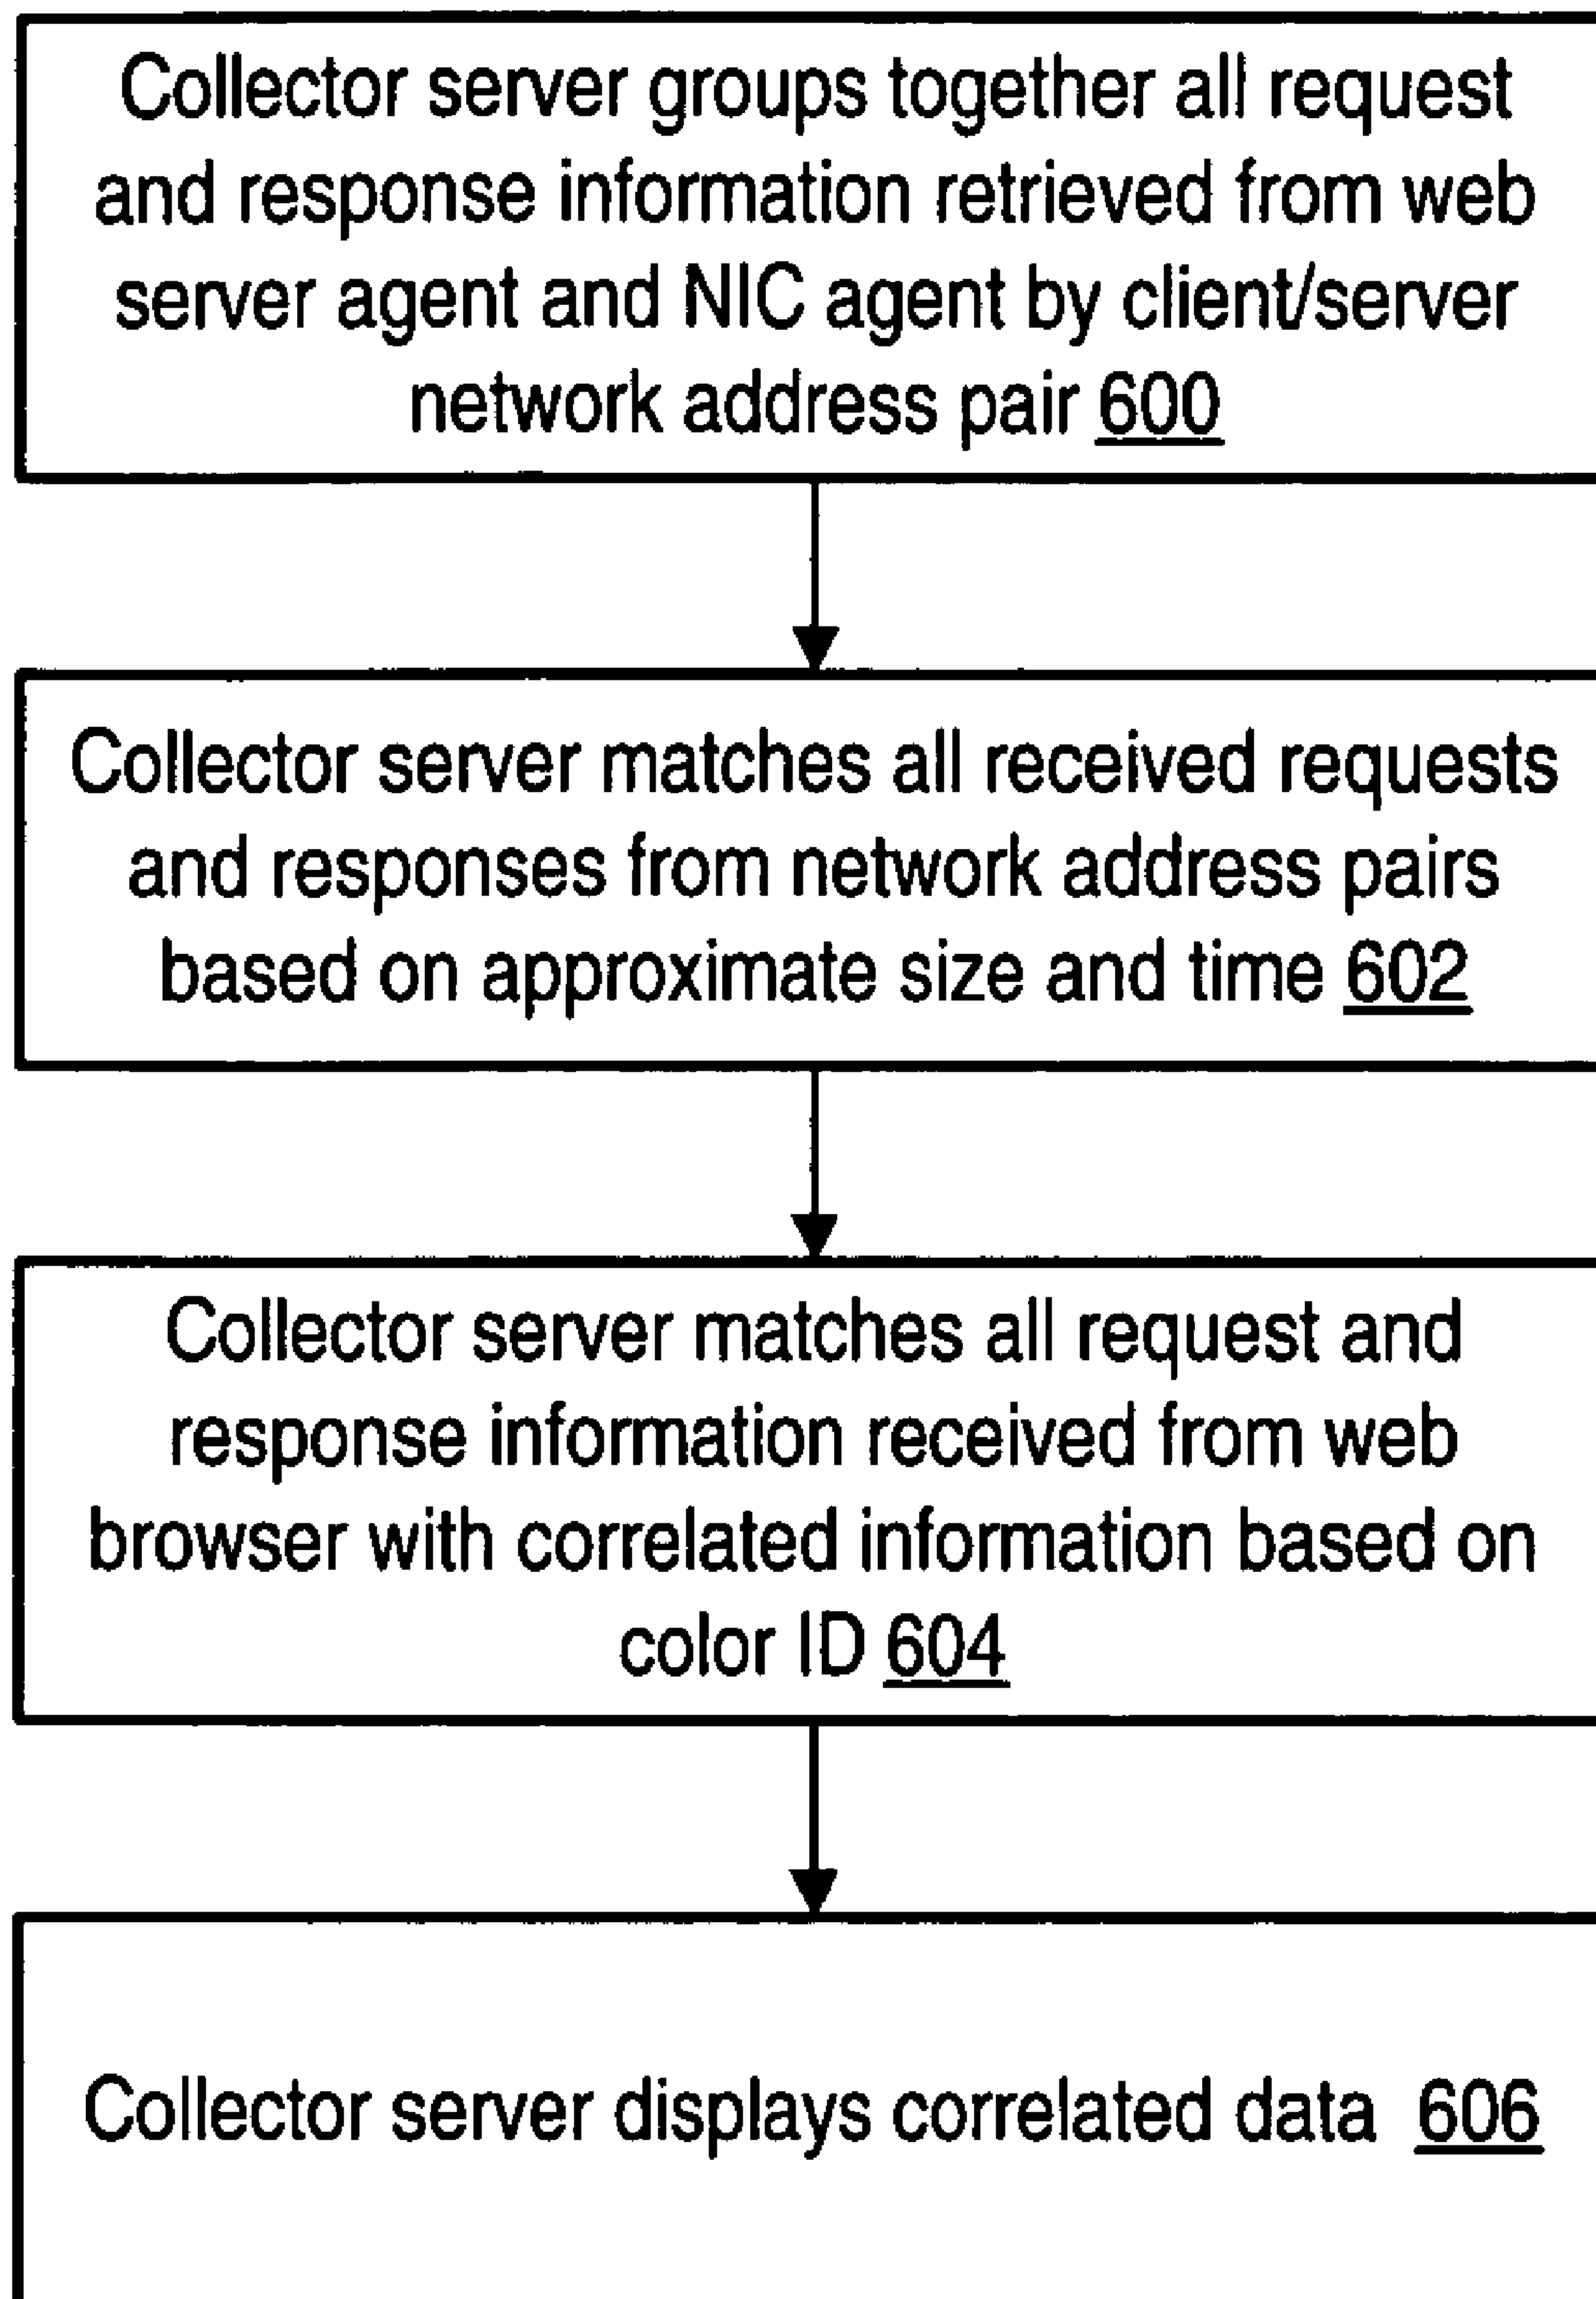 Collector server groups together all request
and response information retrieved from web
server agent and NIC agent by client/server
network address pair 600
Collector server matches all received requests
and responses from network address pairs
based on approximate size and time 602
Collector server matches all request and
response information received from web
browser with correlated information based on
color ID 604
Collector server displays correlated data 606